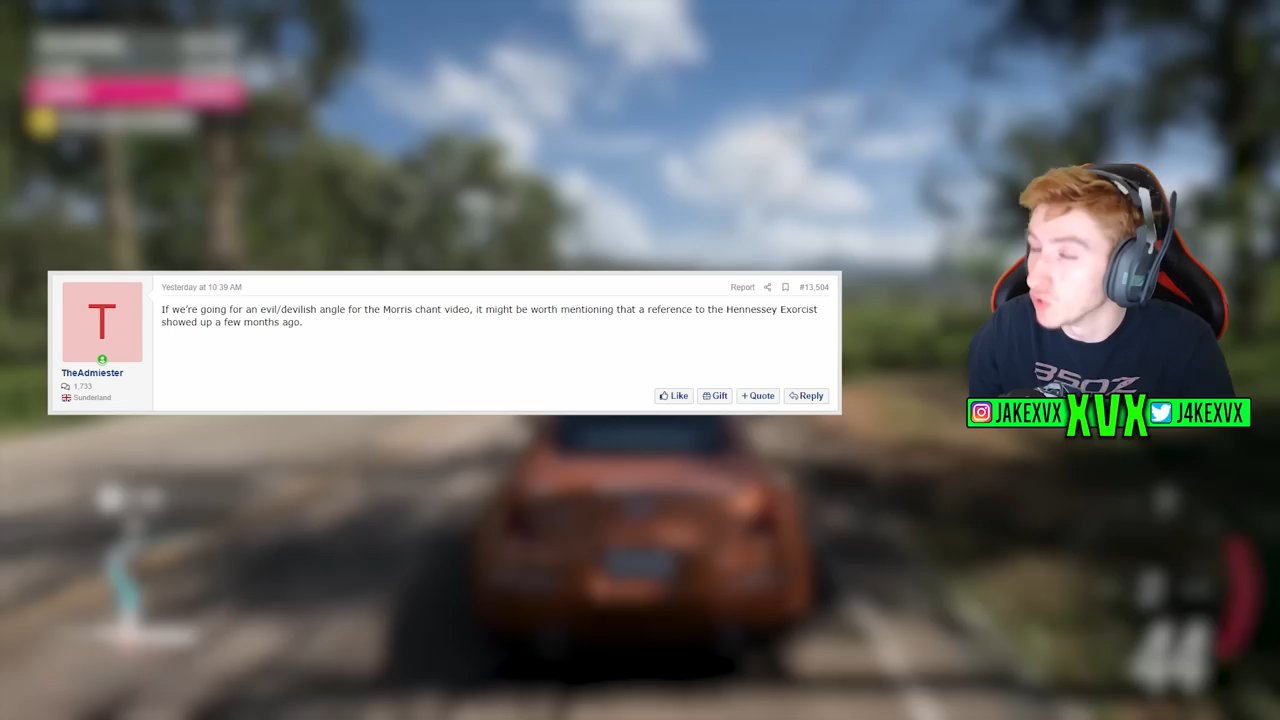 Yesterday at 10:39 AM
Report
#13,504
T
If we're going for an evil/devilish angle for the Morris chant video, it might be worth mentioning that a reference to the Hennessey Exorcist
showed up a few months ago.
TheAdmiester
1,733
Sunderland
Like
Gift
+ Quote
Reply
350Z
JAKEXVX
XVX
J4KEXVX
44